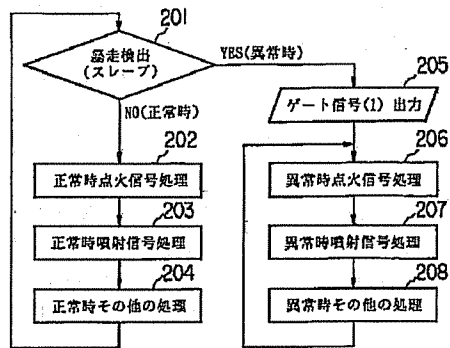 201
暴走検出
(スレーブ)
YES(異常時)
NO(正常時)
202
正常時点火信号処理
203
正常時噴射信号処理
204
正常時その他の処理
205
ゲート信号(1) 出力
206
異常時点火信号処理
207
異常時噴射信号処理
208
異常時その他の処理